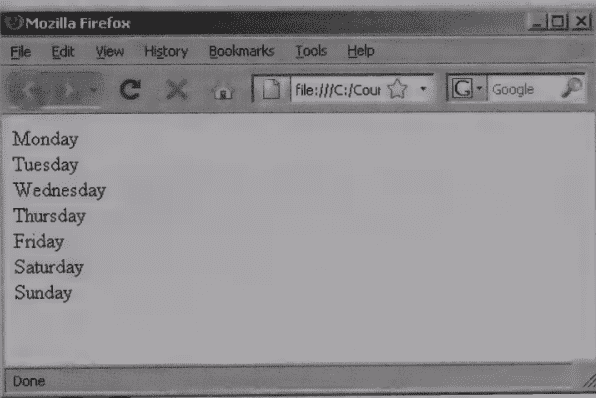 Mozilla Firefox
File Edit View History Bookmarks Tools Help
file:///C:/Cour G Google
Monday
Tuesday
Wednesday
Thursday
Friday
Saturday
Sunday
Done